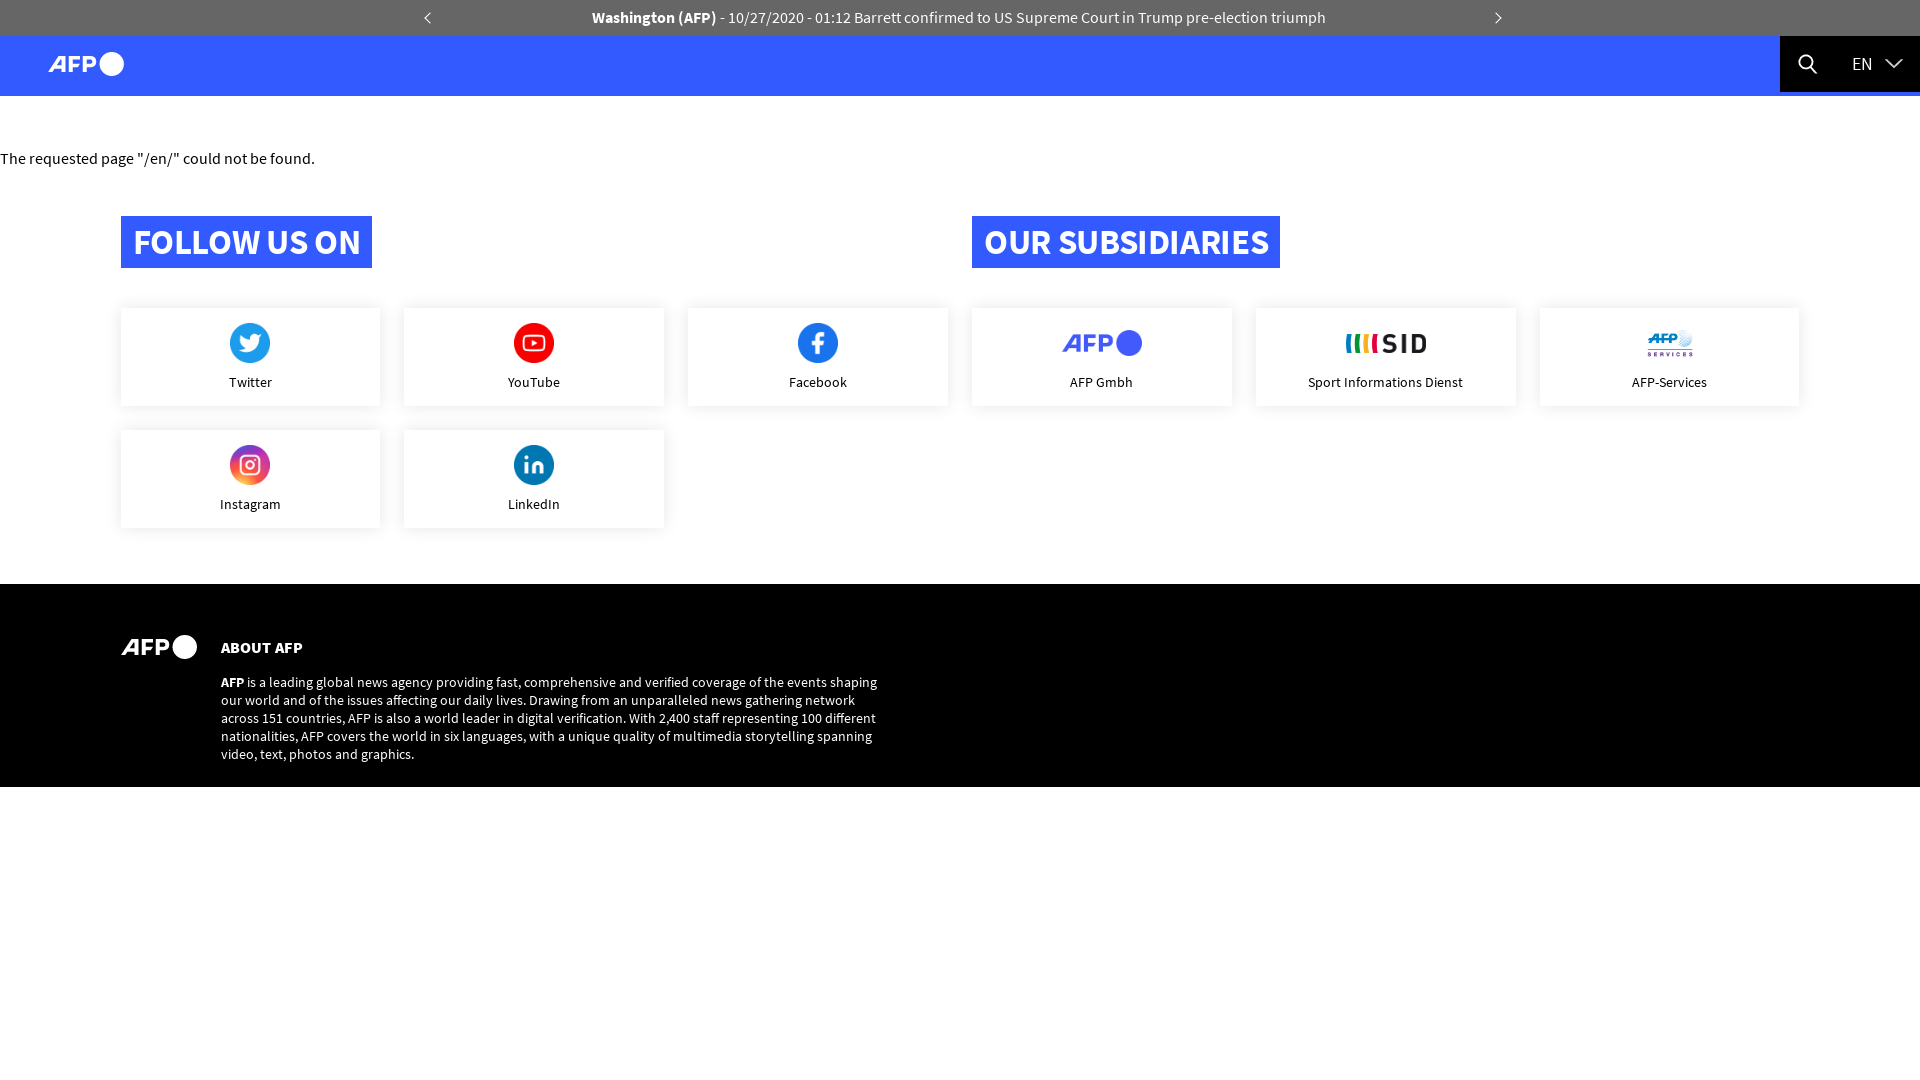 Washington (AFP) - 10/27/2020 - 01:12 Barrett confirmed to US Supreme Court in Trump pre-election triumph
AFP
EN
The requested page "/en/" could not be found.
FOLLOW US ON
OUR SUBSIDIARIES
Twitter
YouTube
Facebook
AFP
AFP Gmbh
SID
Sport Informations Dienst
AFP
SERVICES
AFP-Services
Instagram
LinkedIn
AFP
ABOUT AFP
AFP is a leading global news agency providing fast, comprehensive and verified coverage of the events shaping
our world and of the issues affecting our daily lives. Drawing from an unparalleled news gathering network
across 151 countries, AFP is also a world leader in digital verification. With 2,400 staff representing 100 different
nationalities, AFP covers the world in six languages, with a unique quality of multimedia storytelling spanning
video, text, photos and graphics.